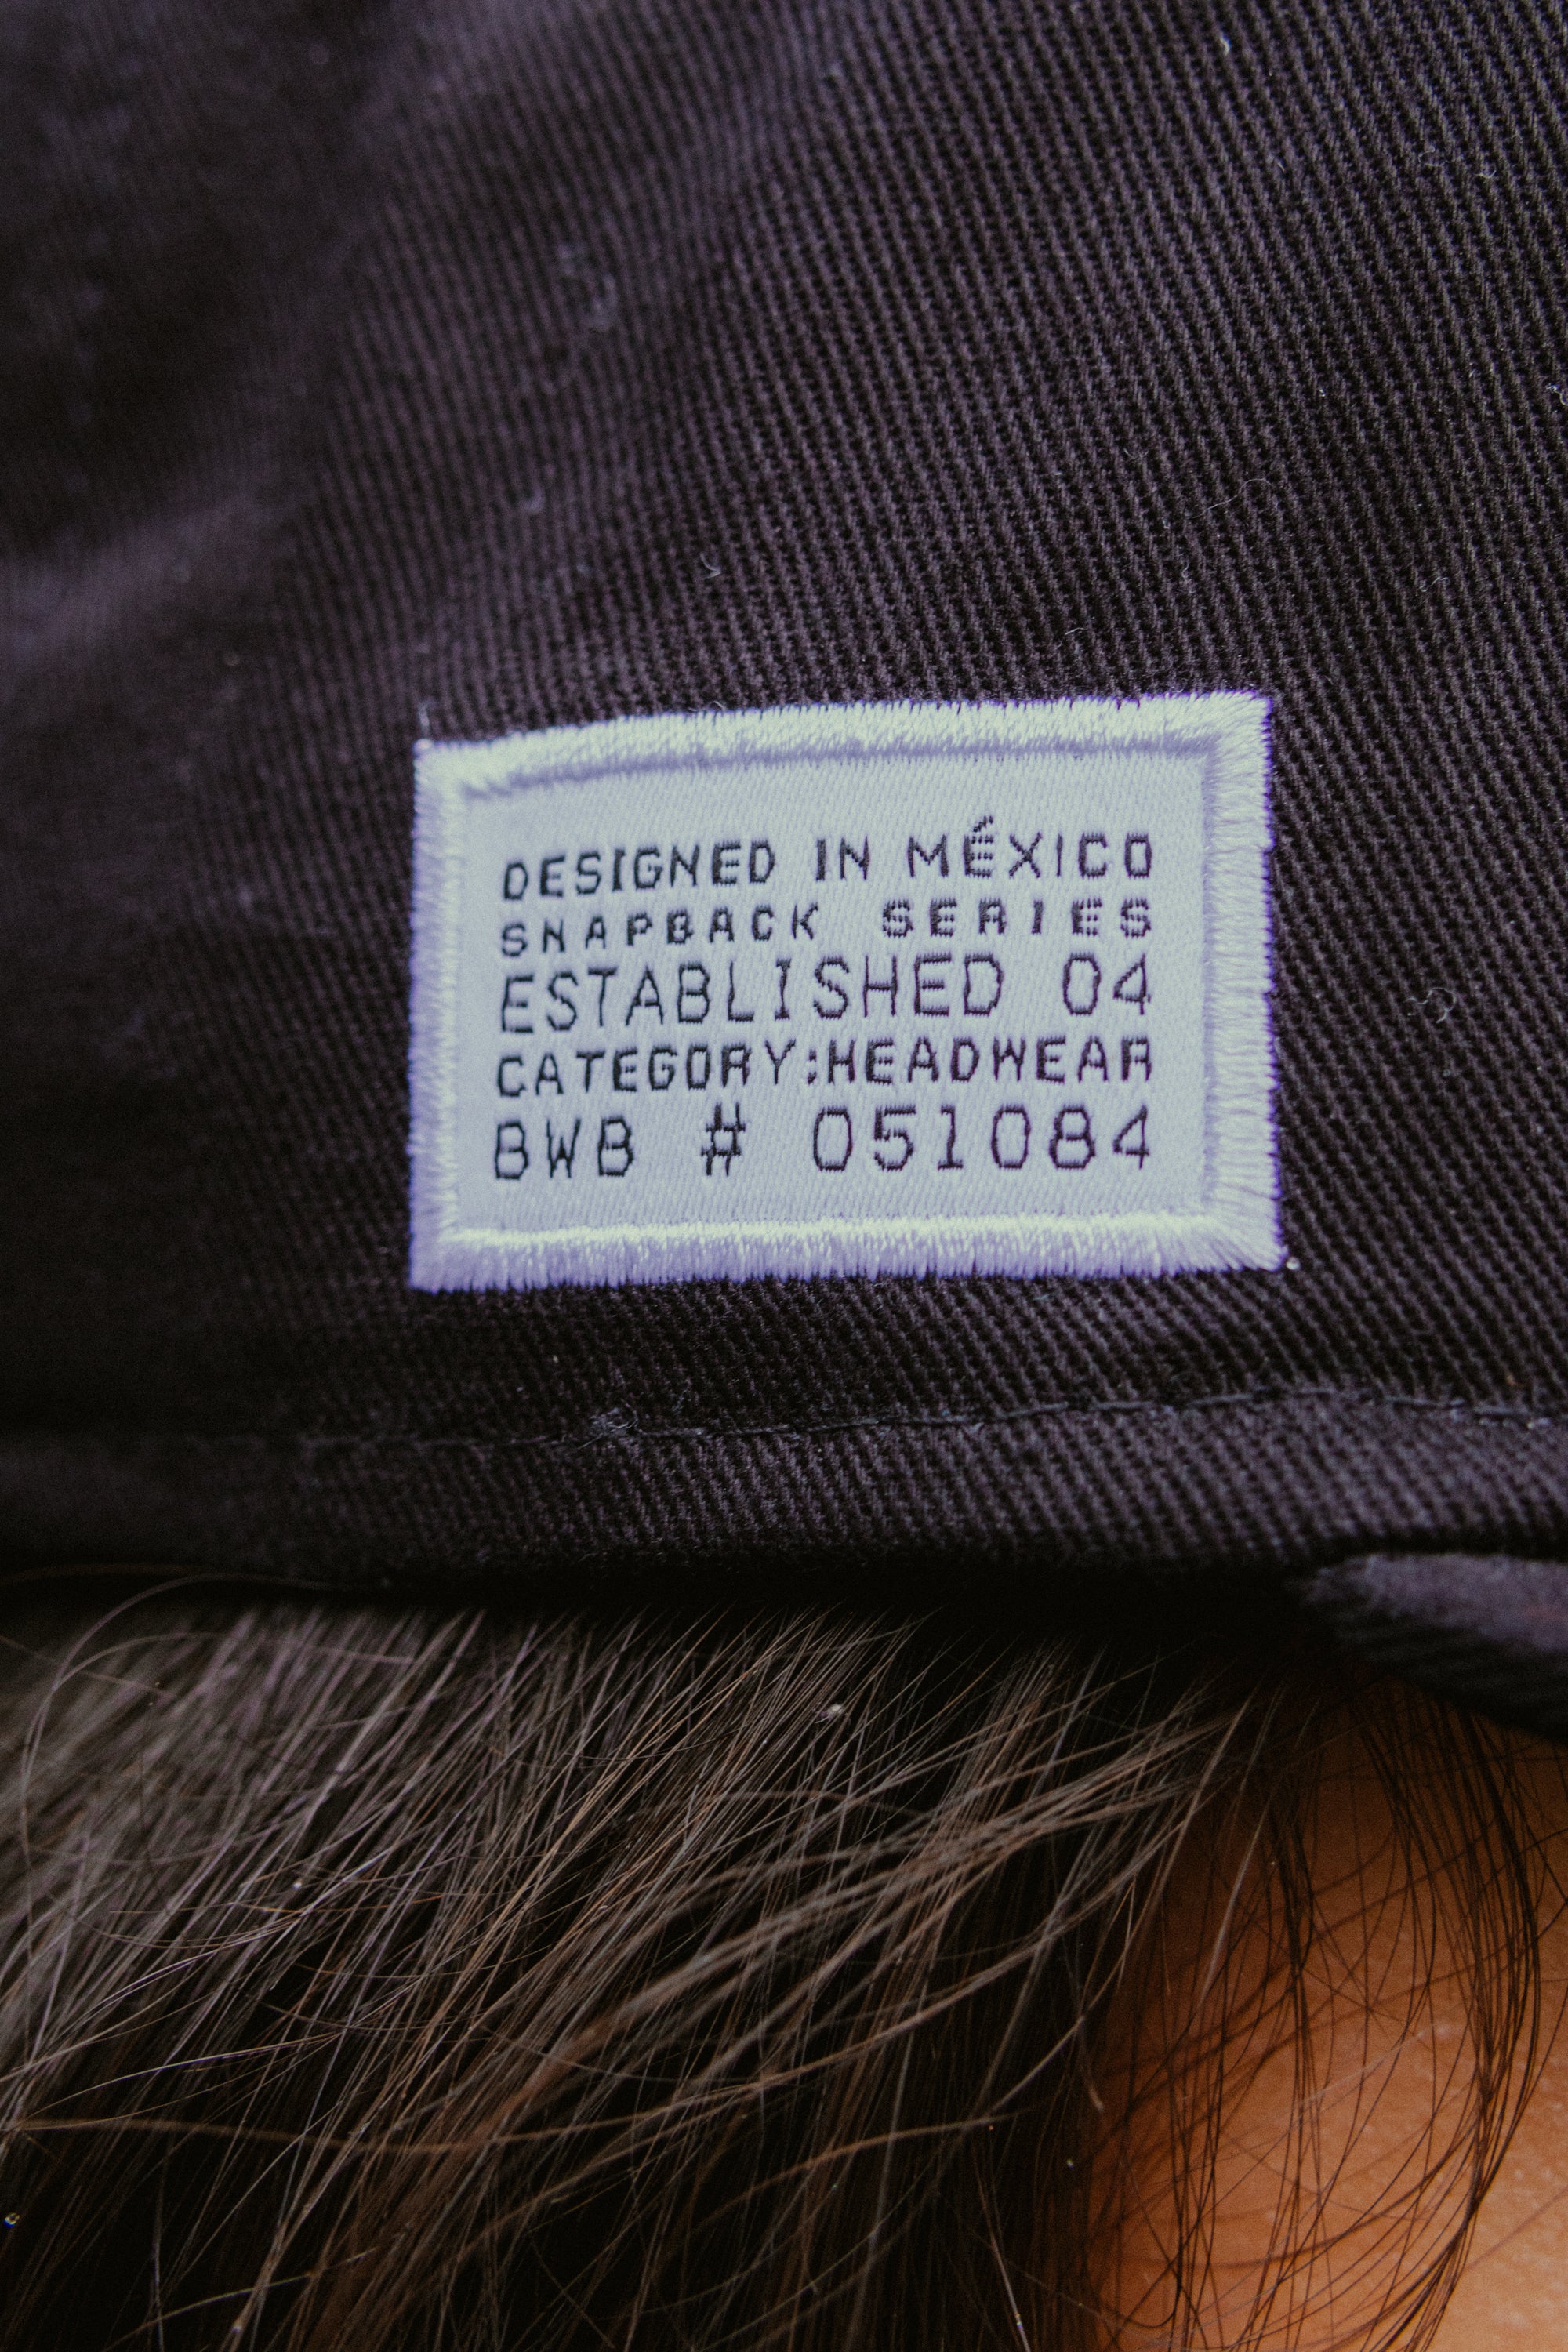 DESIGNED IN MÉXICO
SNAPBACK SERIES
ESTABLISHED 04
CATEGORY:HEADWEAR
BWB # 051084